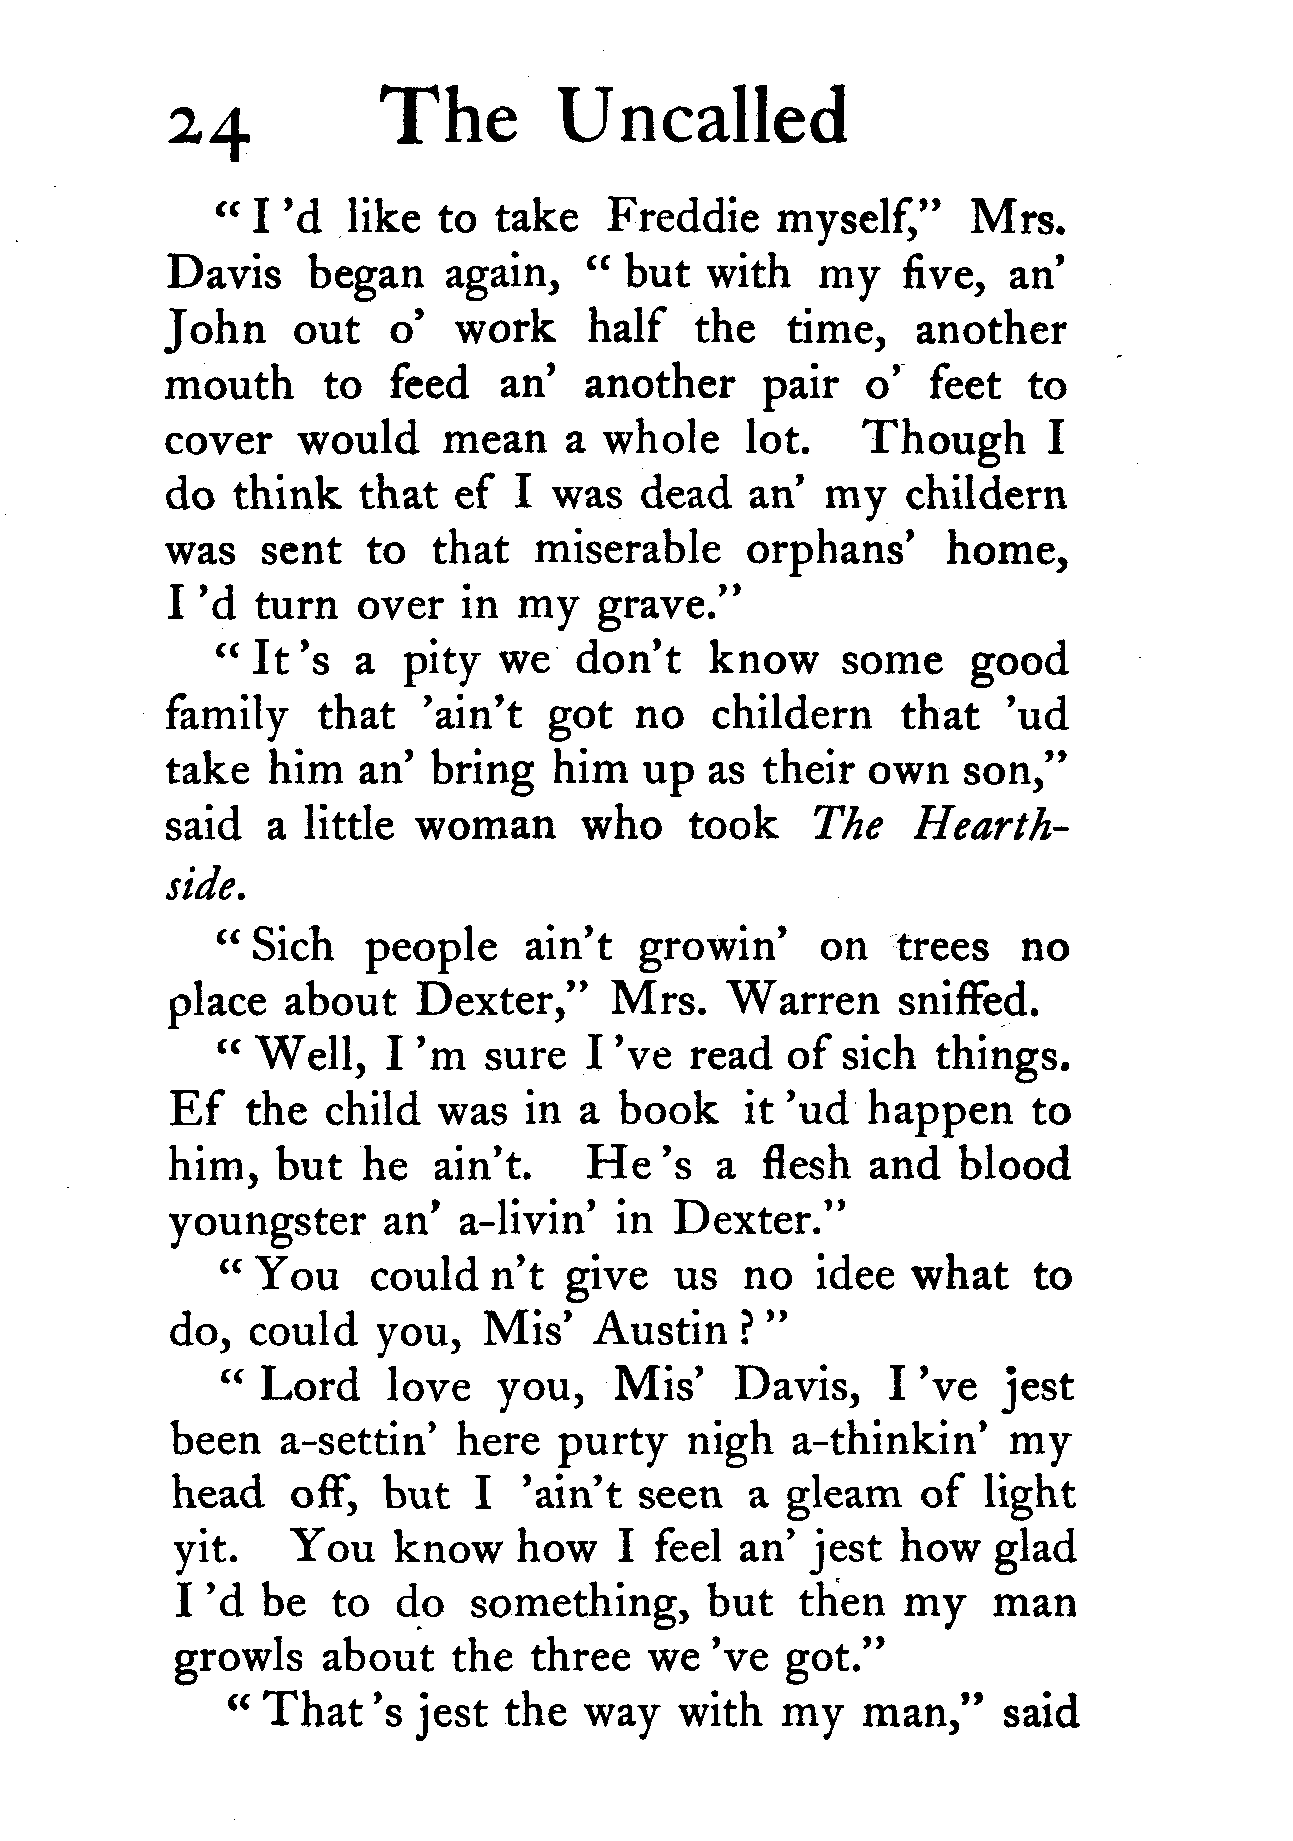 24 The Uncalled
“ I ’d like to take Freddie myself,” Mrs.
Davis began again, “ but with my five, an’
John out o’ work half the time, another
mouth to feed an’ another pair o’ feet to
cover would mean a whole lot. Though I
do think that ef I was dead an’ my childern
was sent to that miserable orphans’ home,
I ’d turn over in my grave.”
“ It ’s a pity we don’t know some good
family that ’ain’t got no childern that ’ud
take him an’ bring him up as their own son,”
said a little woman who took The Hearth-
side.
“ Sich people ain’t growin’ on trees no
place about Dexter,” Mrs. Warren sniffed.
“ Well, I ’m sure I ’ve read of sich things.
Ef the child was in a book it ’ud happen to
him, but he ain’t. He ’s a flesh and blood
youngster an’ a-livin’ in Dexter.”
“ You could n’t give us no idee what to
do, could you, Mis’ Austin ? ”
“ Lord love you, Mis’ Davis, I ’ve jest
been a-settin’ here purty nigh a-thinkin’ my
head off, but I ’ain’t seen a gleam of light
yit. You know how I feel an’ jest how glad
I ’d be to do something, but then my man
growls about the three we ’ve got.”
“ That ’s jest the way with my man,” said